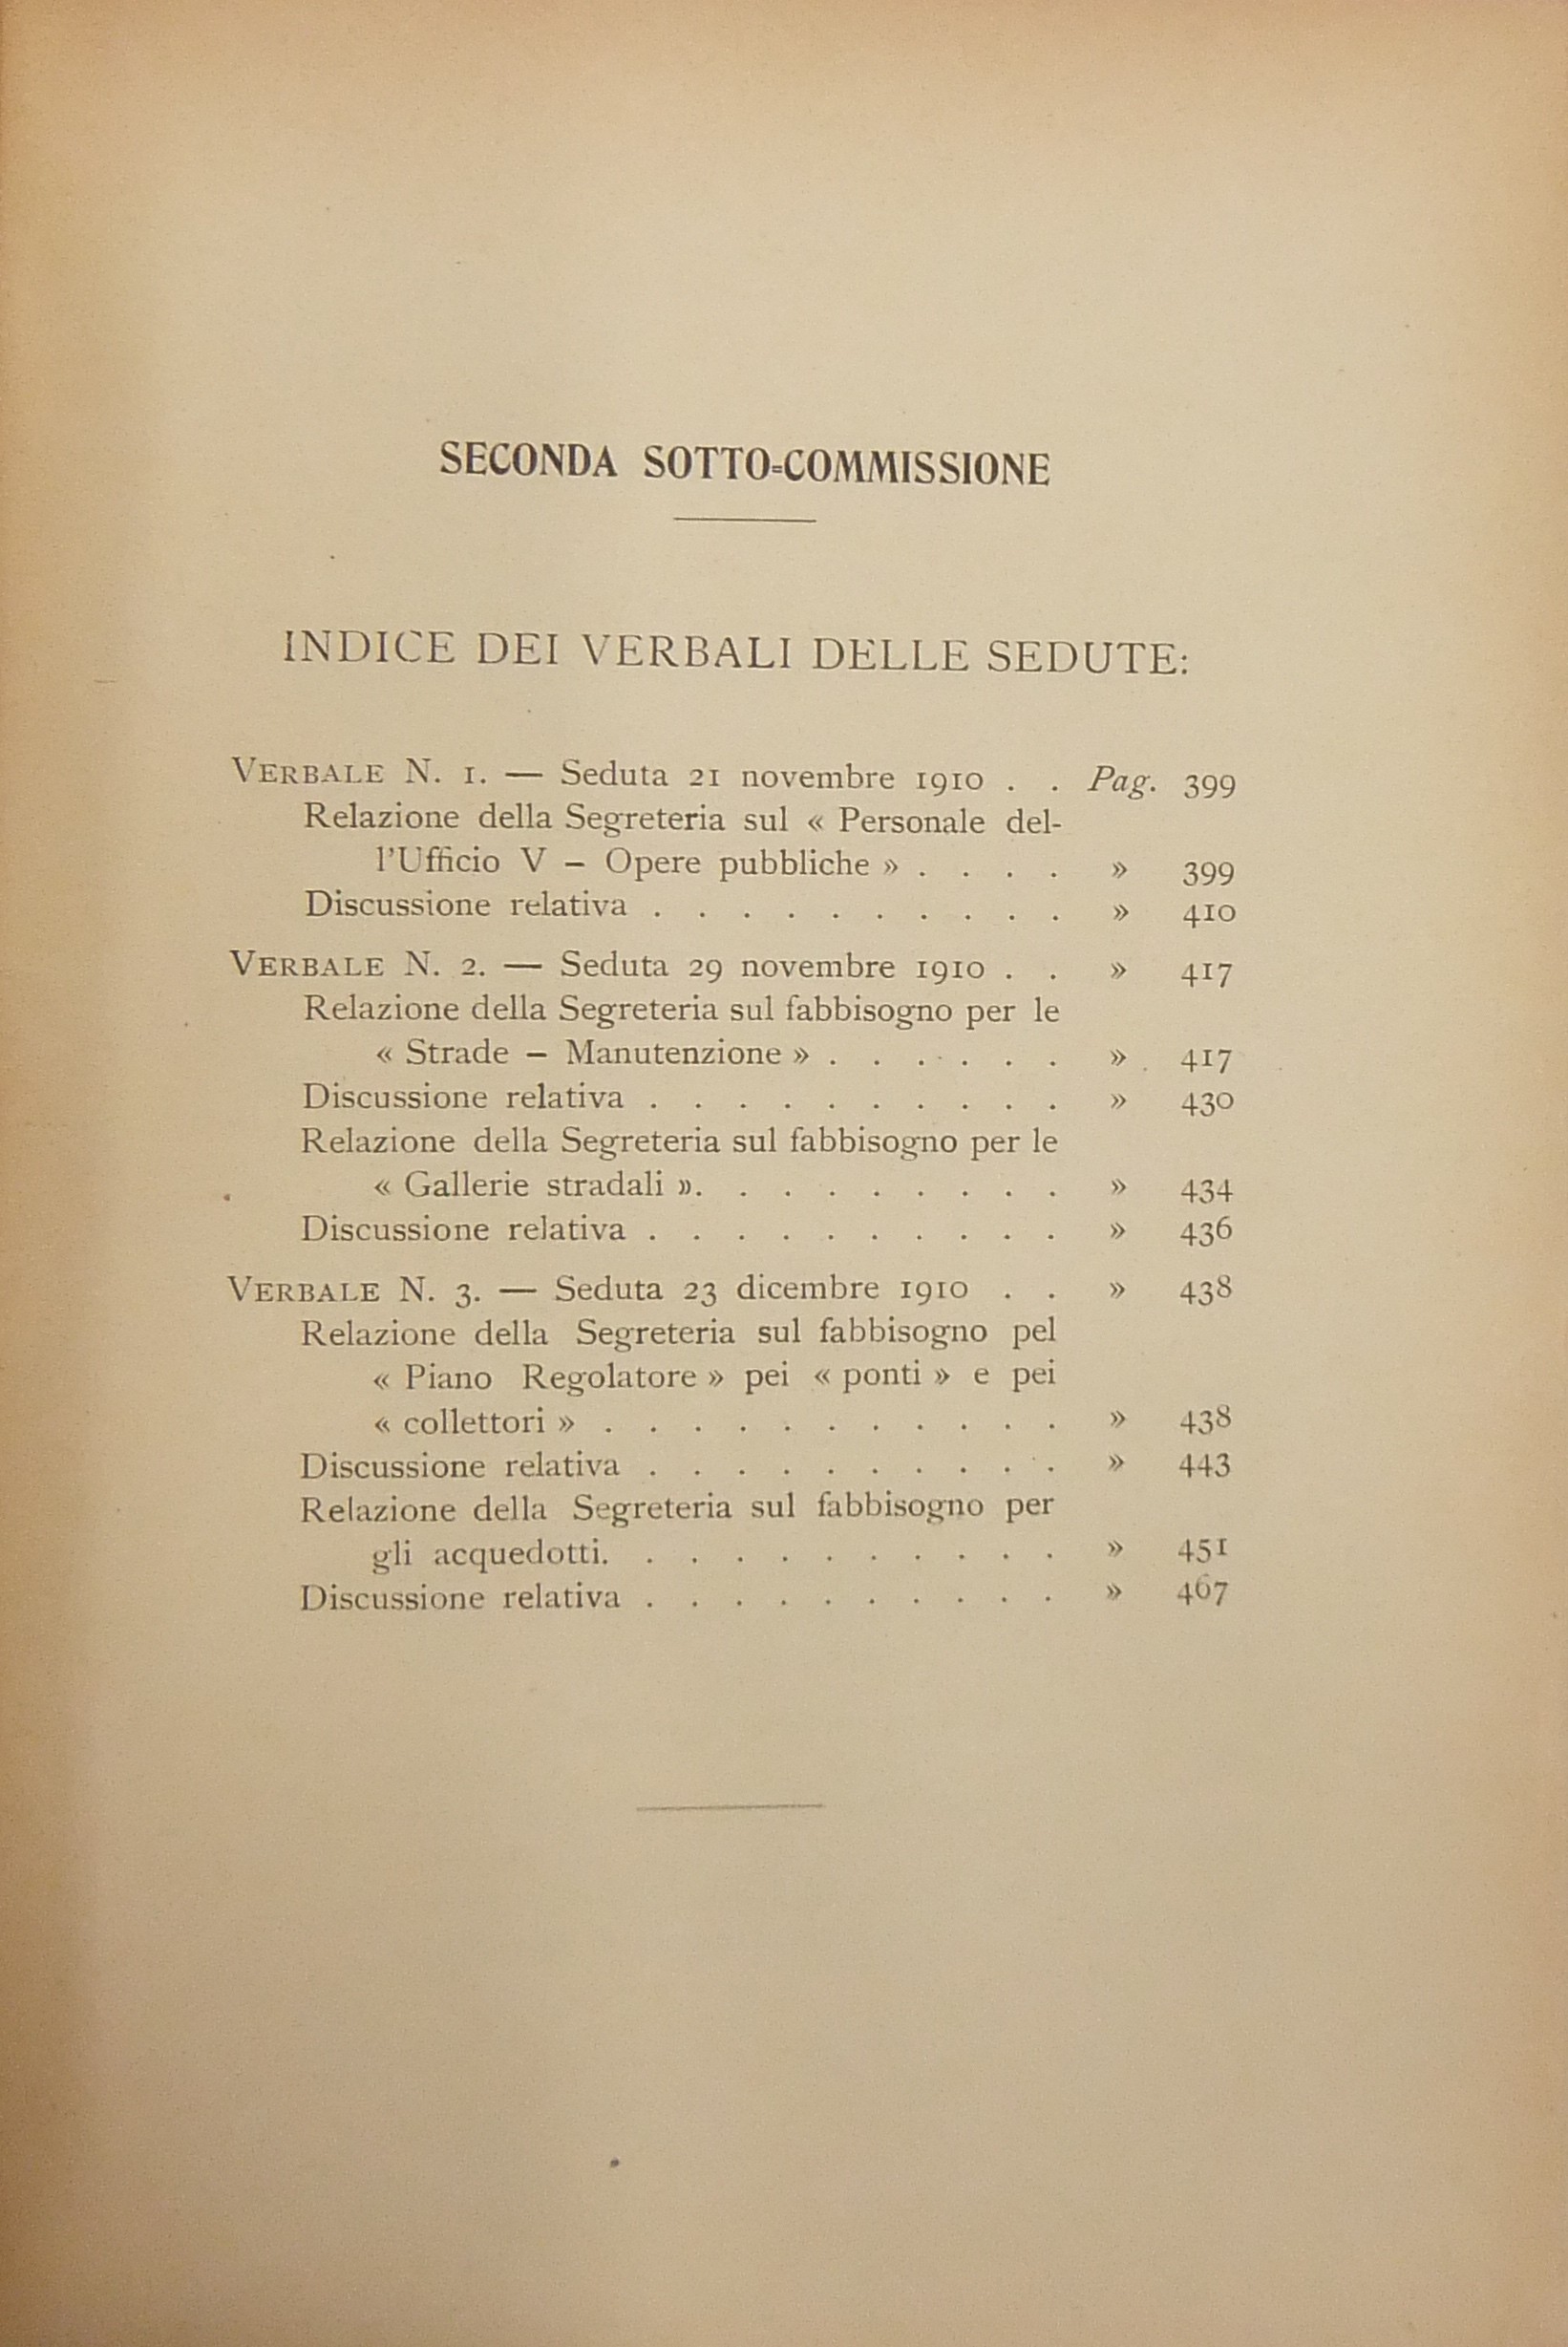 SECONDA SOTTO=COMMISSIONE
INDICE DEI VERBALI DELLE SEDUTE:
VERBALE N. 1. — Seduta 21 novembre 1910 . . Pag. 399
Relazione della Segreteria sul « Personale del-
l'Ufficio V – Opere pubbliche » . . . . » 399
Discussione relativa . . . . . . . . . . » 410
VERBALE N. 2. — Seduta 29 novembre 1910 . . » 417
Relazione della Segreteria sul fabbisogno per le
« Strade – Manutenzione » . . . . . . » 417
Discussione relativa . . . . . . . . . . » 430
Relazione della Segreteria sul fabbisogno per le
« Gallerie stradali ». . . . . . . . . » 434
Discussione relativa . . . . . . . . . . » 436
VERBALE N. 3. — Seduta 23 dicembre 1910 . . » 438
Relazione della Segreteria sul fabbisogno pel
« Piano Regolatore » pei « ponti » e pei
« collettori » . . . . . . . . . . . » 438
Discussione relativa . . . . . . . . . . » 443
Relazione della Segreteria sul fabbisogno per
gli acquedotti. . . . . . . . . . . » 451
Discussione relativa . . . . . . . . . . » 467